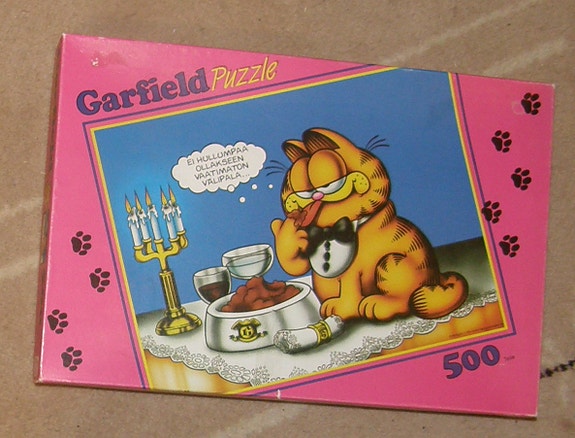 Garfield Puzzle
EI HULLUMPAA
OLLAKSEEN
VAATIMATON
VÄLIPALA...
500